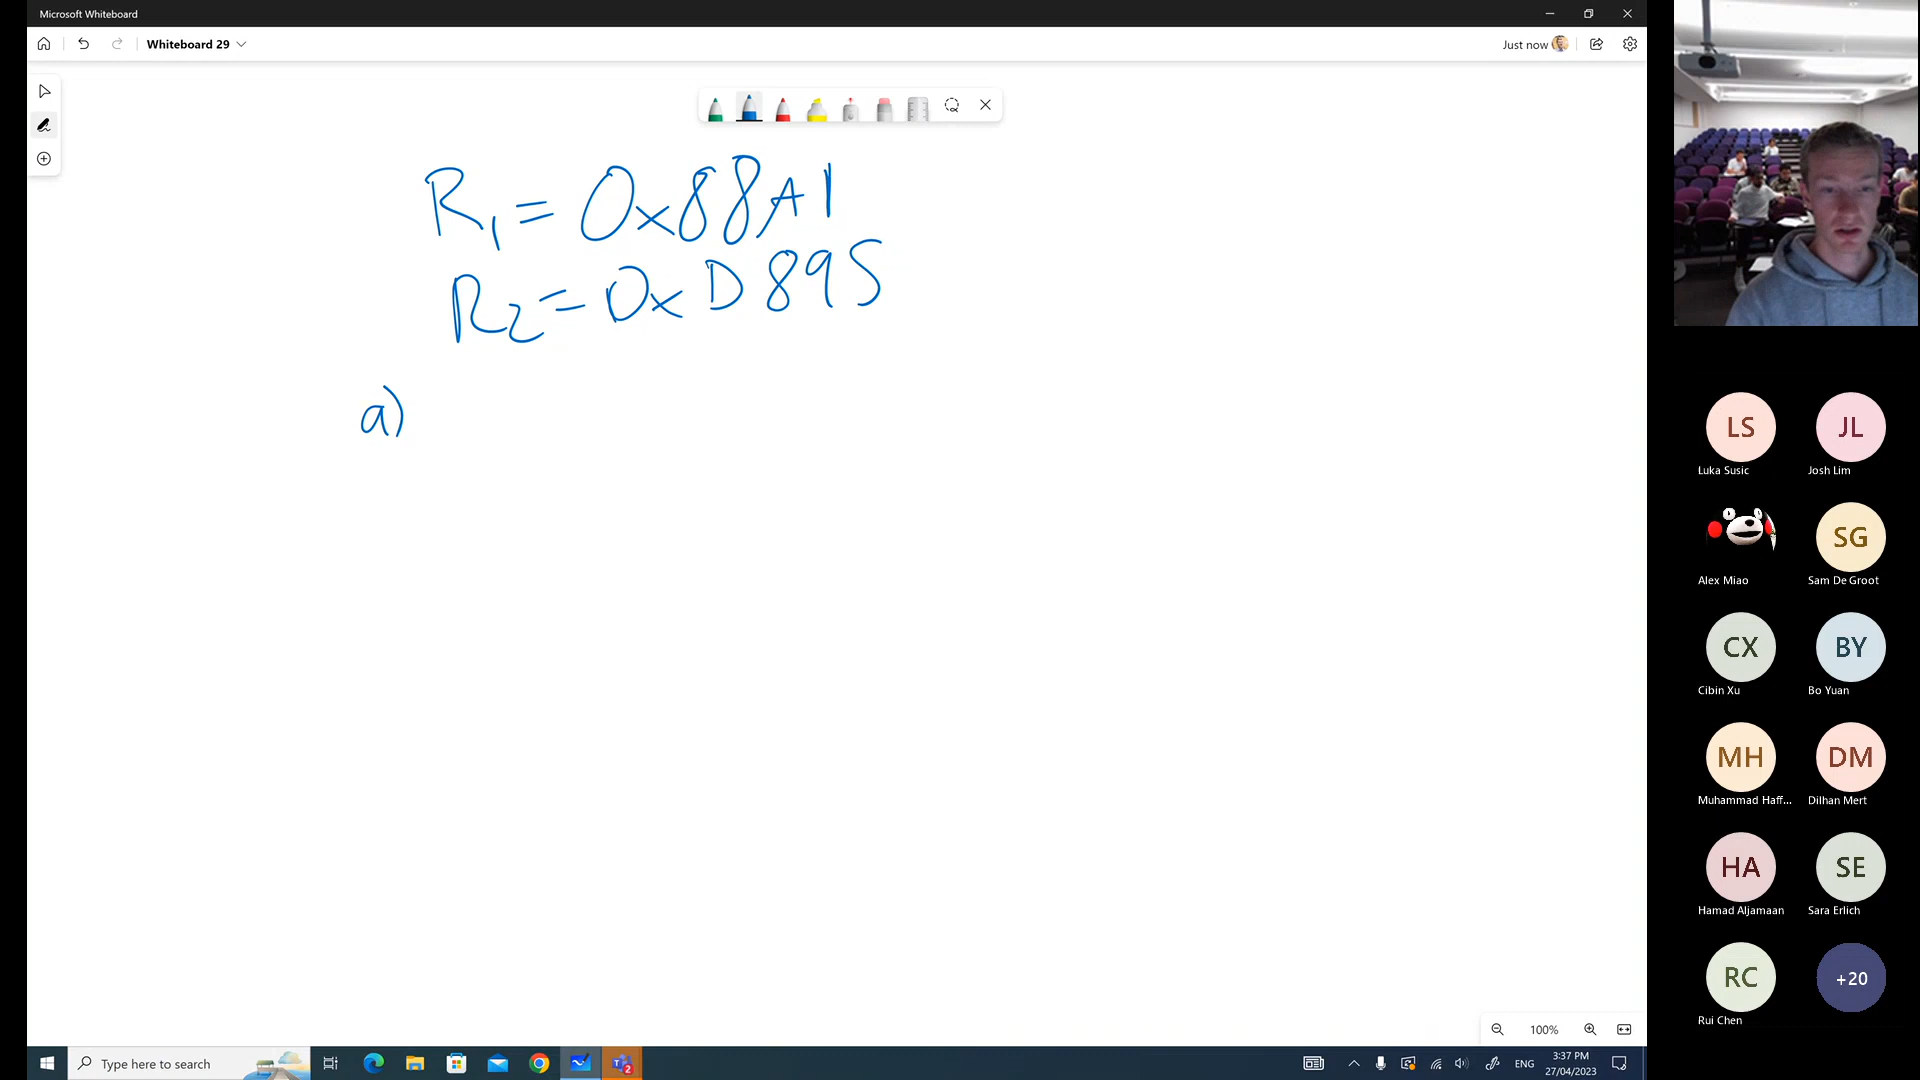 Microsoft Whiteboard
Whiteboard 29
Just now
R₁ = 0x88A1
R₂ = 0xD895
a)
LS
JL
Luka Susic
Josh Lim
SG
Alex Miao
Sam De Groot
CX
BY
Cibin Xu
Bo Yuan
MH
DM
Muhammad Haff...
Dilhan Mert
HA
SE
Hamad Aljamaan
Sara Erlich
RC
+20
Rui Chen
100%
Type here to search
2
ENG
3:37 PM
27/04/2023